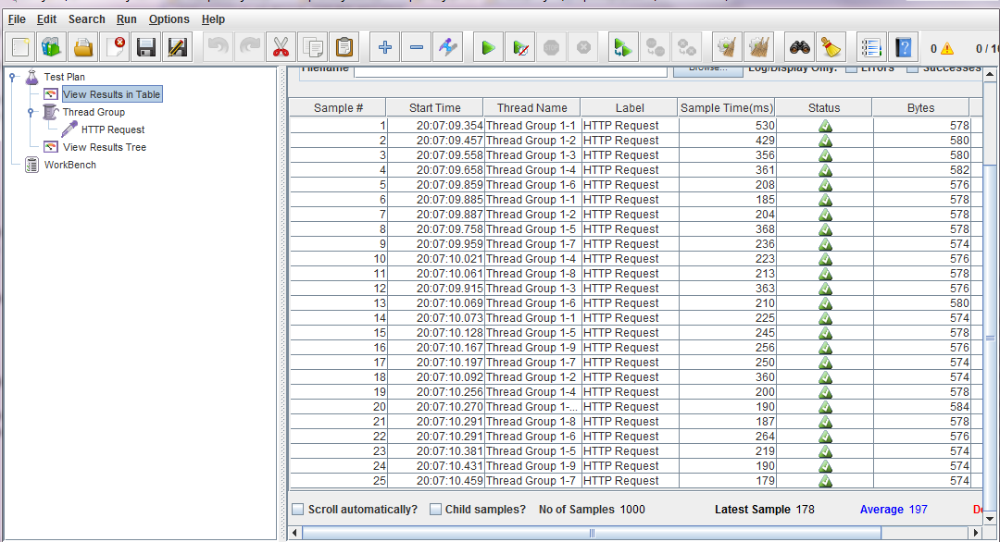 File Edit Search Run Options Help
0 0 / 10
Test Plan
View Results in Table
Thread Group
HTTP Request
View Results Tree
WorkBench
Filename Browse... Log/Display Only: Errors Successes
Sample # Start Time Thread Name Label Sample Time(ms) Status Bytes
1 20:07:09.354 Thread Group 1-1 HTTP Request 530 578
2 20:07:09.457 Thread Group 1-2 HTTP Request 429 580
3 20:07:09.558 Thread Group 1-3 HTTP Request 356 580
4 20:07:09.658 Thread Group 1-4 HTTP Request 361 582
5 20:07:09.859 Thread Group 1-6 HTTP Request 208 576
6 20:07:09.885 Thread Group 1-1 HTTP Request 185 578
7 20:07:09.887 Thread Group 1-2 HTTP Request 204 578
8 20:07:09.758 Thread Group 1-5 HTTP Request 368 578
9 20:07:09.959 Thread Group 1-7 HTTP Request 236 574
10 20:07:10.021 Thread Group 1-4 HTTP Request 223 576
11 20:07:10.061 Thread Group 1-8 HTTP Request 213 578
12 20:07:09.915 Thread Group 1-3 HTTP Request 363 576
13 20:07:10.069 Thread Group 1-6 HTTP Request 210 580
14 20:07:10.073 Thread Group 1-1 HTTP Request 225 574
15 20:07:10.128 Thread Group 1-5 HTTP Request 245 578
16 20:07:10.167 Thread Group 1-9 HTTP Request 256 576
17 20:07:10.197 Thread Group 1-7 HTTP Request 250 574
18 20:07:10.092 Thread Group 1-2 HTTP Request 360 574
19 20:07:10.256 Thread Group 1-4 HTTP Request 200 578
20 20:07:10.270 Thread Group 1-... HTTP Request 190 584
21 20:07:10.291 Thread Group 1-8 HTTP Request 187 578
22 20:07:10.291 Thread Group 1-6 HTTP Request 264 576
23 20:07:10.381 Thread Group 1-5 HTTP Request 219 574
24 20:07:10.431 Thread Group 1-9 HTTP Request 190 574
25 20:07:10.459 Thread Group 1-7 HTTP Request 179 574
Scroll automatically? Child samples? No of Samples 1000 Latest Sample 178 Average 197